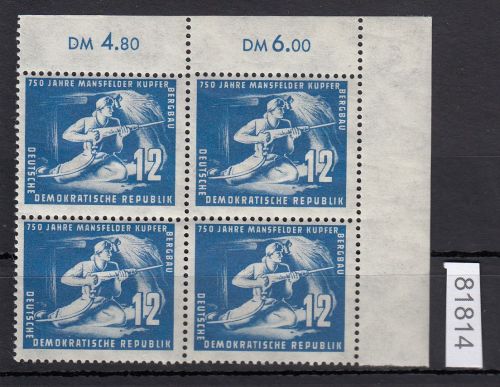 DM 4.80 DM 6.00
750 JAHRE MANSFELDER KUPFER
BERGBAU
12
DEUTSCHE
DEMOKRATISCHE REPUBLIK
750 JAHRE MANSFELDER KUPFER
BERGBAU
12
DEUTSCHE
DEMOKRATISCHE REPUBLIK
750 JAHRE MANSFELDER KUPFER
BERGBAU
12
DEUTSCHE
DEMOKRATISCHE REPUBLIK
750 JAHRE MANSFELDER KUPFER
BERGBAU
12
DEUTSCHE
DEMOKRATISCHE REPUBLIK
81814